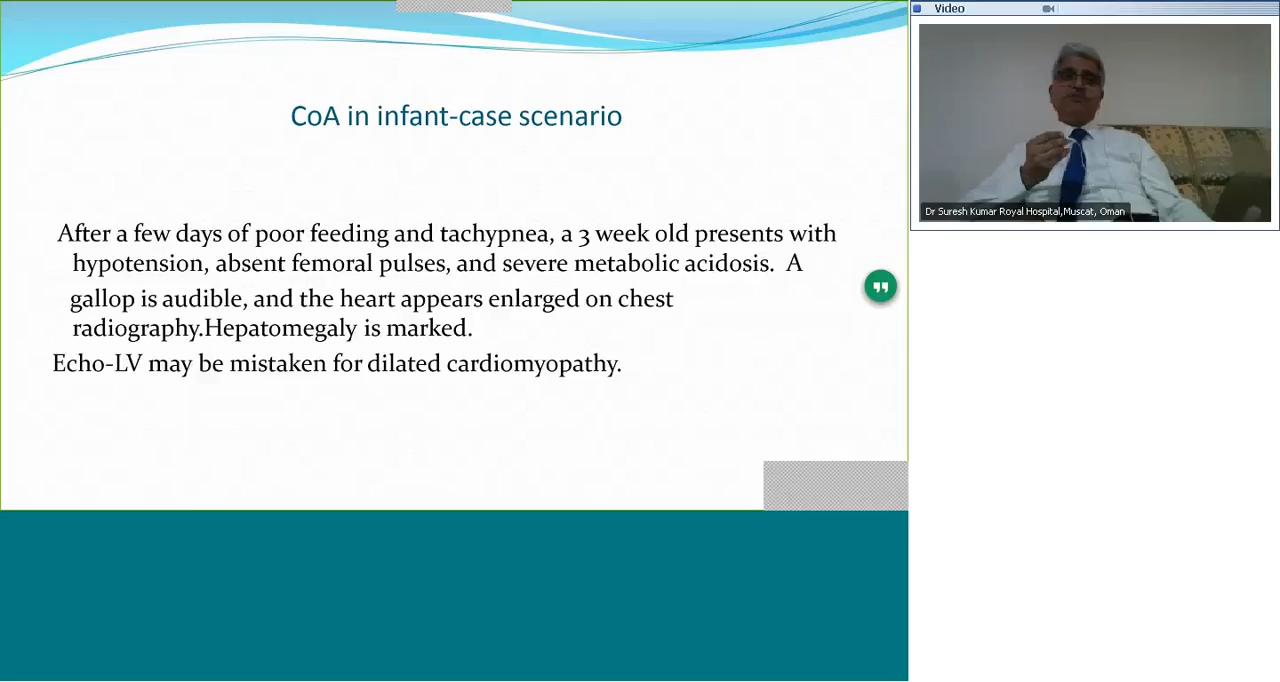 CoA in infant-case scenario
After a few days of poor feeding and tachypnea, a 3 week old presents with
hypotension, absent femoral pulses, and severe metabolic acidosis.  A
gallop is audible, and the heart appears enlarged on chest
radiography.Hepatomegaly is marked.
Echo-LV may be mistaken for dilated cardiomyopathy.
Video
Dr Suresh Kumar Royal Hospital,Muscat, Oman